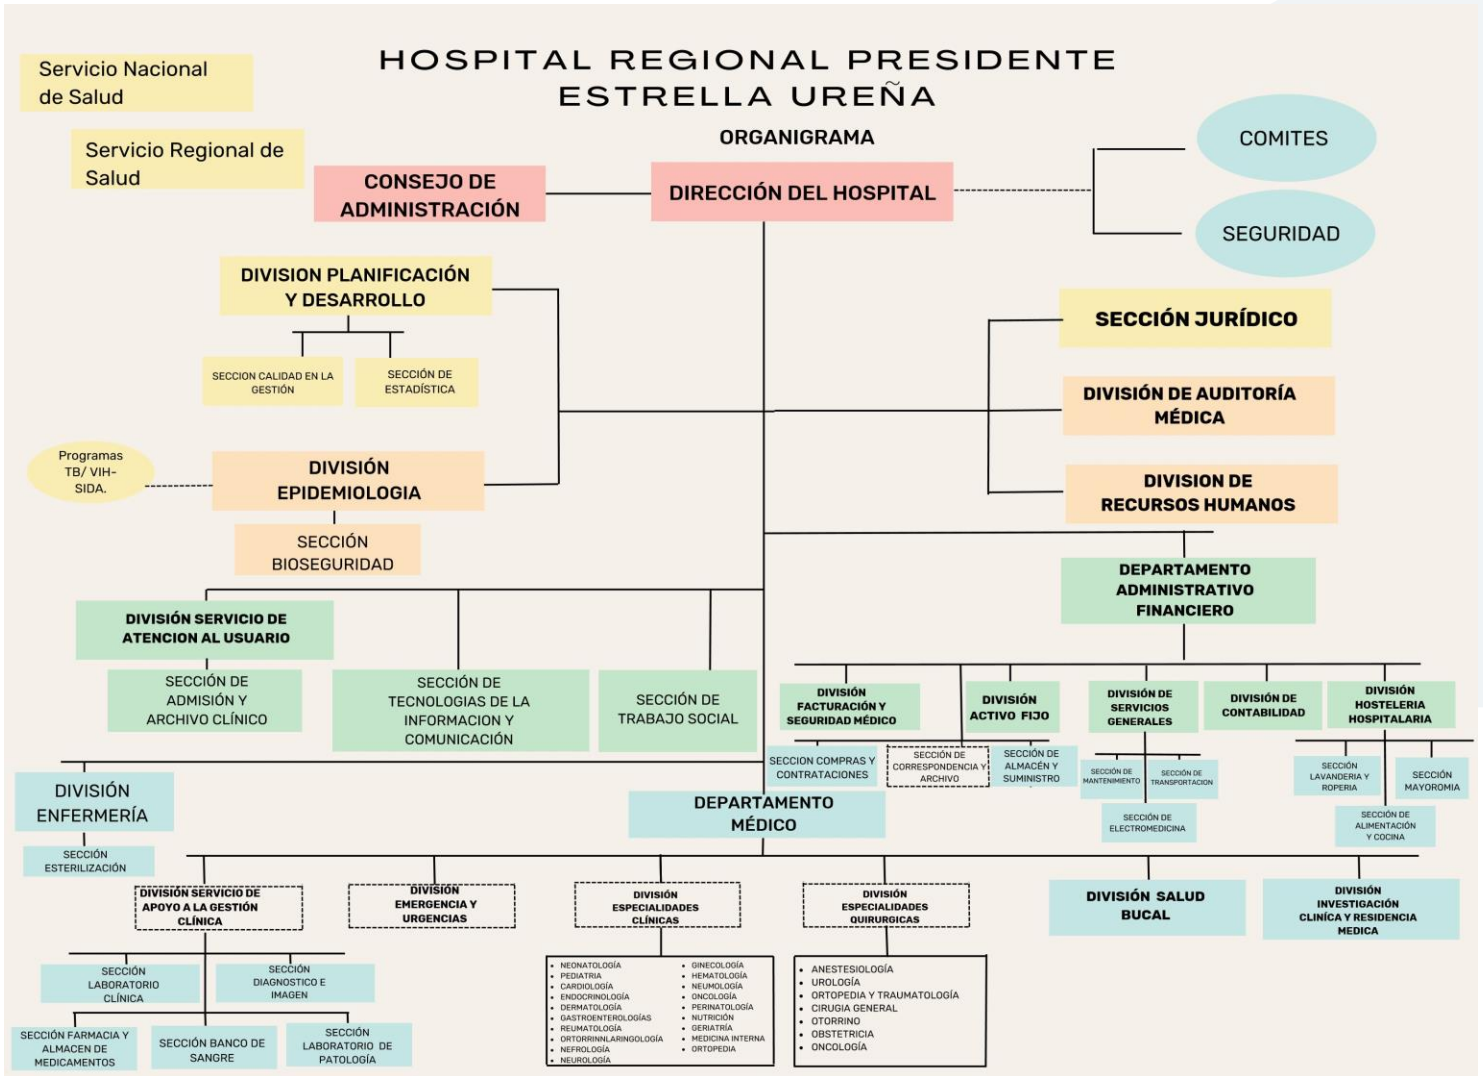 HOSPITAL REGIONAL PRESIDENTE
ESTRELLA UREÑA
ORGANIGRAMA
Servicio Nacional
de Salud
Servicio Regional de
Salud
CONSEJO DE
ADMINISTRACIÓN
DIRECCIÓN DEL HOSPITAL
COMITES
SEGURIDAD
DIVISION PLANIFICACIÓN
Y DESARROLLO
SECCION CALIDAD EN LA
GESTIÓN
SECCIÓN DE
ESTADÍSTICA
SECCIÓN JURÍDICO
DIVISIÓN DE AUDITORÍA
MÉDICA
DIVISION DE
RECURSOS HUMANOS
Programas
TB/ VIH-
SIDA.
DIVISIÓN
EPIDEMIOLOGIA
SECCIÓN
BIOSEGURIDAD
DEPARTAMENTO
ADMINISTRATIVO
FINANCIERO
DIVISIÓN SERVICIO DE
ATENCION AL USUARIO
SECCIÓN DE
ADMISIÓN Y
ARCHIVO CLÍNICO
SECCIÓN DE
TECNOLOGIAS DE LA
INFORMACION Y
COMUNICACIÓN
SECCIÓN DE
TRABAJO SOCIAL
DIVISIÓN
FACTURACIÓN Y
SEGURIDAD MÉDICO
DIVISIÓN
ACTIVO FIJO
DIVISIÓN DE
SERVICIOS
GENERALES
DIVISIÓN DE
CONTABILIDAD
DIVISIÓN
HOSTELERIA
HOSPITALARIA
SECCION COMPRAS Y
CONTRATACIONES
SECCIÓN DE
CORRESPONDENCIA Y
ARCHIVO
SECCIÓN DE
ALMACÉN Y
SUMINISTRO
SECCIÓN DE
MANTENIMIENTO
SECCIÓN DE
TRANSPORTACION
SECCIÓN DE
ELECTROMEDICINA
SECCIÓN
LAVANDERIA Y
ROPERIA
SECCIÓN
MAYOROMIA
SECCIÓN DE
ALIMENTACIÓN
Y COCINA
DIVISIÓN
ENFERMERÍA
SECCIÓN
ESTERILIZACIÓN
DEPARTAMENTO
MÉDICO
DIVISIÓN SERVICIO DE
APOYO A LA GESTIÓN
CLÍNICA
DIVISIÓN
EMERGENCIA Y
URGENCIAS
DIVISIÓN
ESPECIALIDADES
CLÍNICAS
DIVISIÓN
ESPECIALIDADES
QUIRURGICAS
DIVISIÓN SALUD
BUCAL
DIVISIÓN
INVESTIGACIÓN
CLINÍCA Y RESIDENCIA
MEDICA
SECCIÓN
LABORATORIO
CLÍNICA
SECCIÓN
DIAGNOSTICO E
IMAGEN
SECCIÓN FARMACIA Y
ALMACEN DE
MEDICAMENTOS
SECCIÓN BANCO DE
SANGRE
SECCIÓN
LABORATORIO DE
PATOLOGÍA
• NEONATOLOGÍA
• PEDIATRIA
• CARDIOLOGÍA
• ENDOCRINOLOGÍA
• DERMATOLOGÍA
• GASTROENTEROLOGÍAS
• REUMATOLOGÍA
• ORTORRINNLARINGOLOGÍA
• NEFROLOGÍA
• NEUROLOGÍA
• GINECOLOGÍA
• HEMATOLOGÍA
• NEUMOLOGÍA
• ONCOLOGÍA
• PERINATOLOGÍA
• NUTRICIÓN
• GERIATRÍA
• MEDICINA INTERNA
• ORTOPEDIA
• ANESTESIOLOGÍA
• UROLOGÍA
• ORTOPEDIA Y TRAUMATOLOGÍA
• CIRUGIA GENERAL
• OTORRINO
• OBSTETRICIA
• ONCOLOGÍA